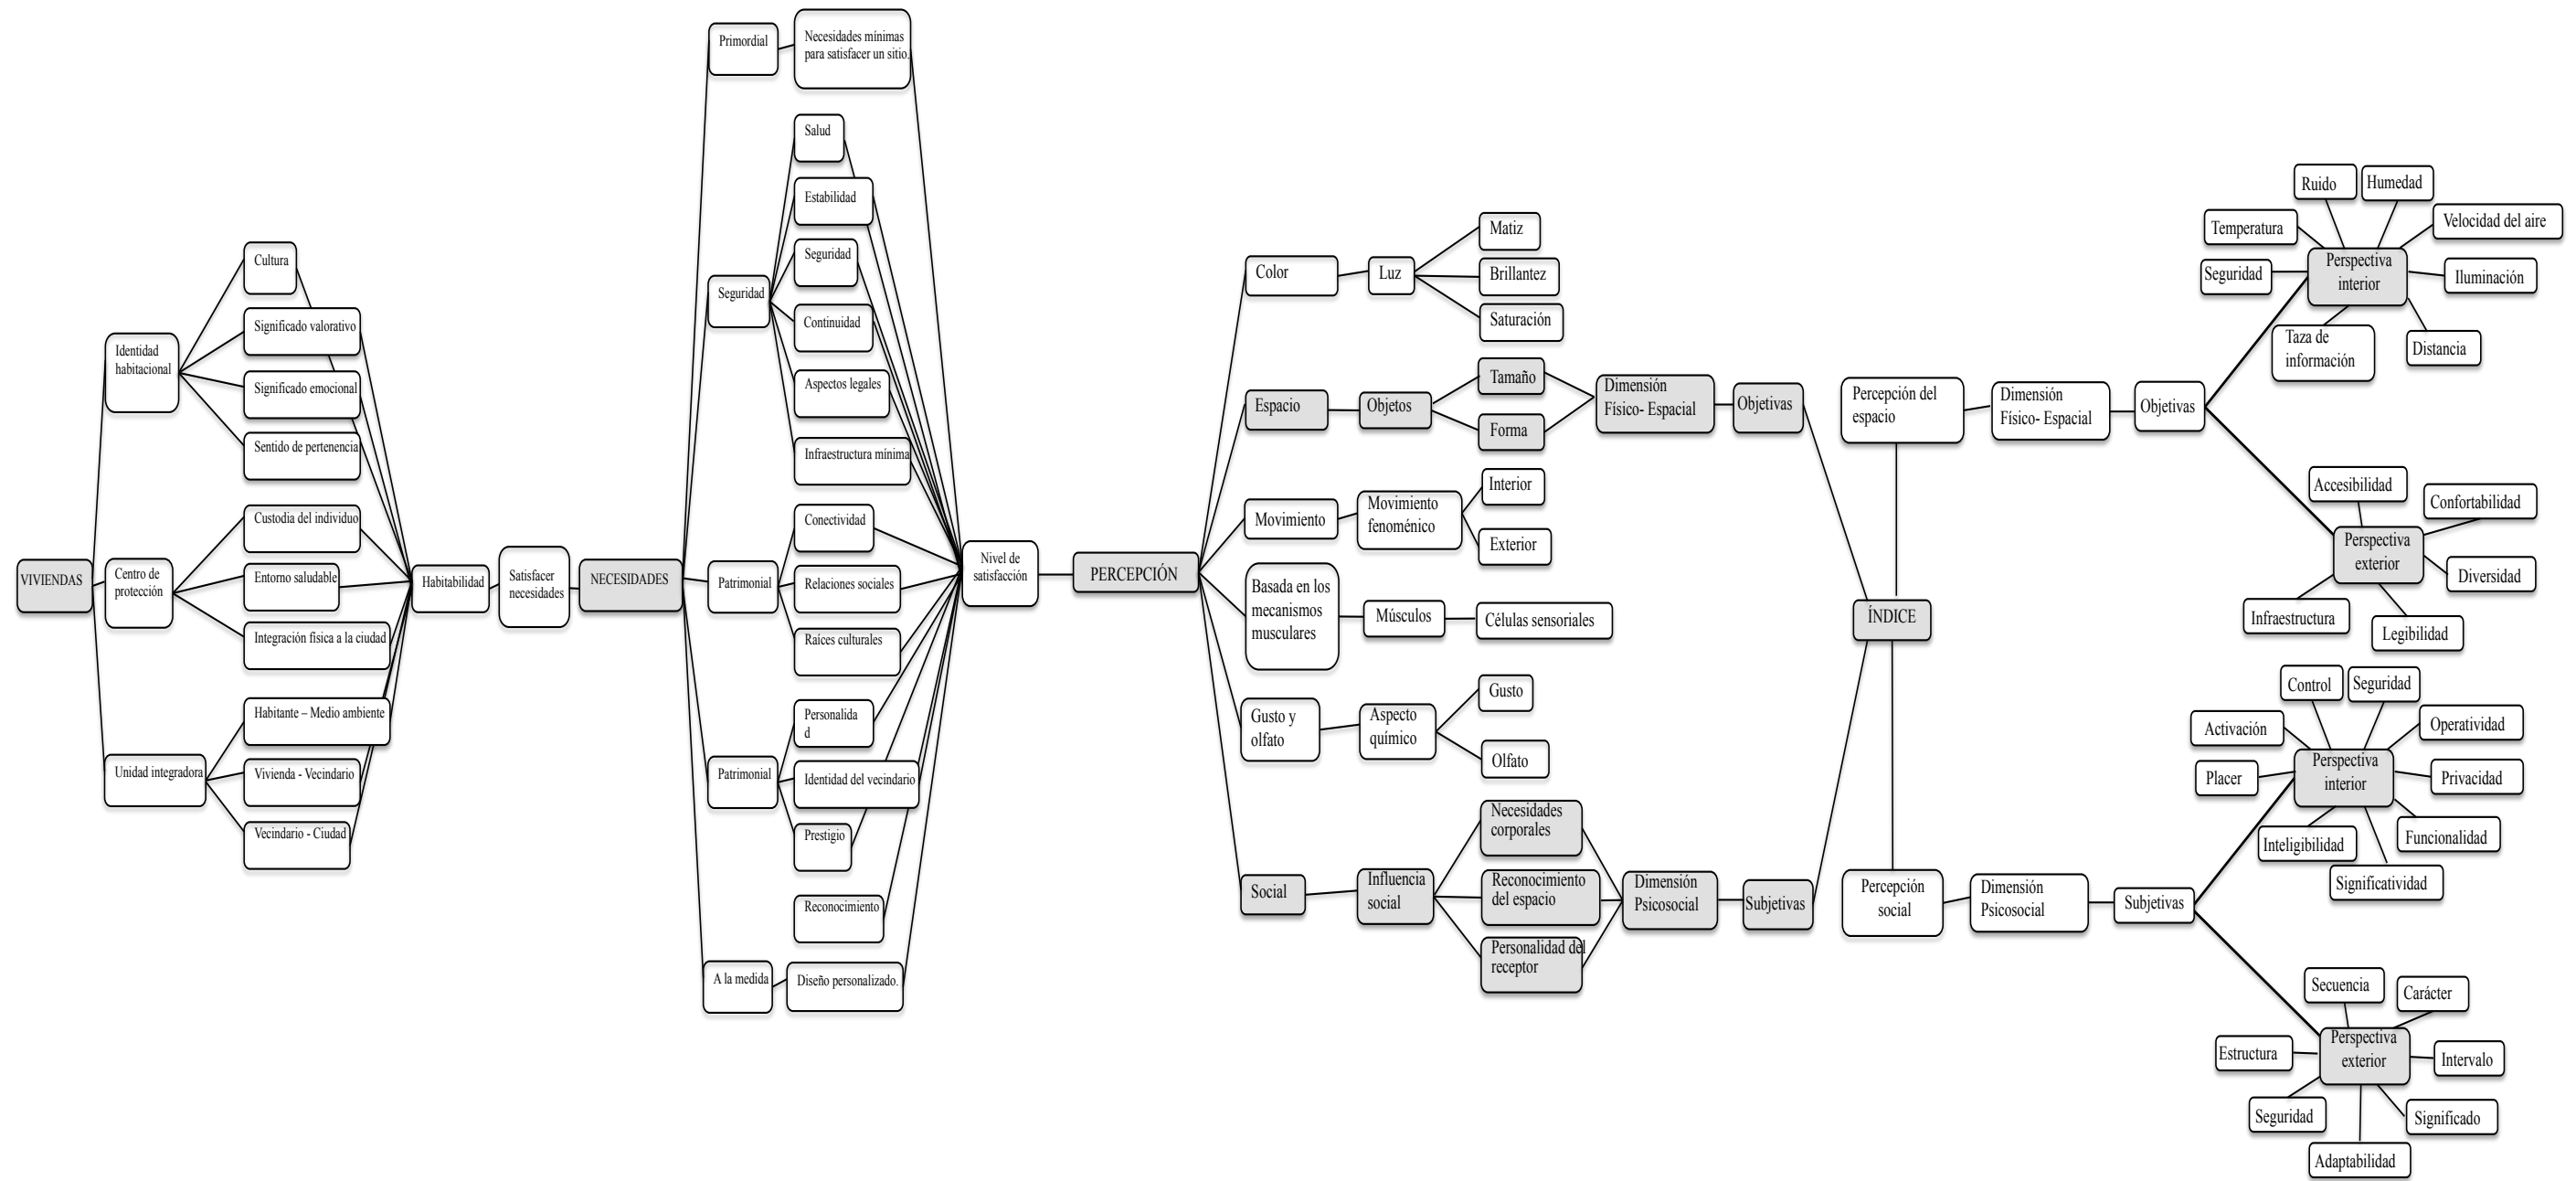 VIVIENDAS
Identidad
habitacional
Cultura
Significado valorativo
Significado emocional
Sentido de pertenencia
Centro de
protección
Custodia del individuo
Entorno saludable
Integración física a la ciudad
Unidad integradora
Habitante – Medio ambiente
Vivienda - Vecindario
Vecindario - Ciudad
Habitabilidad
Satisfacer
necesidades
NECESIDADES
Primordial
Necesidades mínimas
para satisfacer un sitio.
Seguridad
Salud
Estabilidad
Seguridad
Continuidad
Aspectos legales
Infraestructura mínima
Patrimonial
Conectividad
Relaciones sociales
Raíces culturales
Patrimonial
Personalida
d
Identidad del vecindario
Prestigio
Reconocimiento
A la medida
Diseño personalizado.
Nivel de
satisfacción
PERCEPCIÓN
Color
Luz
Matiz
Brillantez
Saturación
Espacio
Objetos
Tamaño
Forma
Dimensión
Físico- Espacial
Objetivas
Movimiento
Movimiento
fenoménico
Interior
Exterior
Basada en los
mecanismos
musculares
Músculos
Células sensoriales
Gusto y
olfato
Aspecto
químico
Gusto
Olfato
Social
Influencia
social
Necesidades
corporales
Reconocimiento
del espacio
Personalidad del
receptor
Dimensión
Psicosocial
Subjetivas
ÍNDICE
Percepción del
espacio
Dimensión
Físico- Espacial
Objetivas
Perspectiva
interior
Ruido
Humedad
Temperatura
Velocidad del aire
Seguridad
Iluminación
Taza de
información
Distancia
Perspectiva
exterior
Accesibilidad
Confortabilidad
Diversidad
Infraestructura
Legibilidad
Percepción
social
Dimensión
Psicosocial
Subjetivas
Perspectiva
interior
Control
Seguridad
Activación
Operatividad
Placer
Privacidad
Inteligibilidad
Funcionalidad
Significatividad
Perspectiva
exterior
Secuencia
Carácter
Estructura
Intervalo
Seguridad
Significado
Adaptabilidad